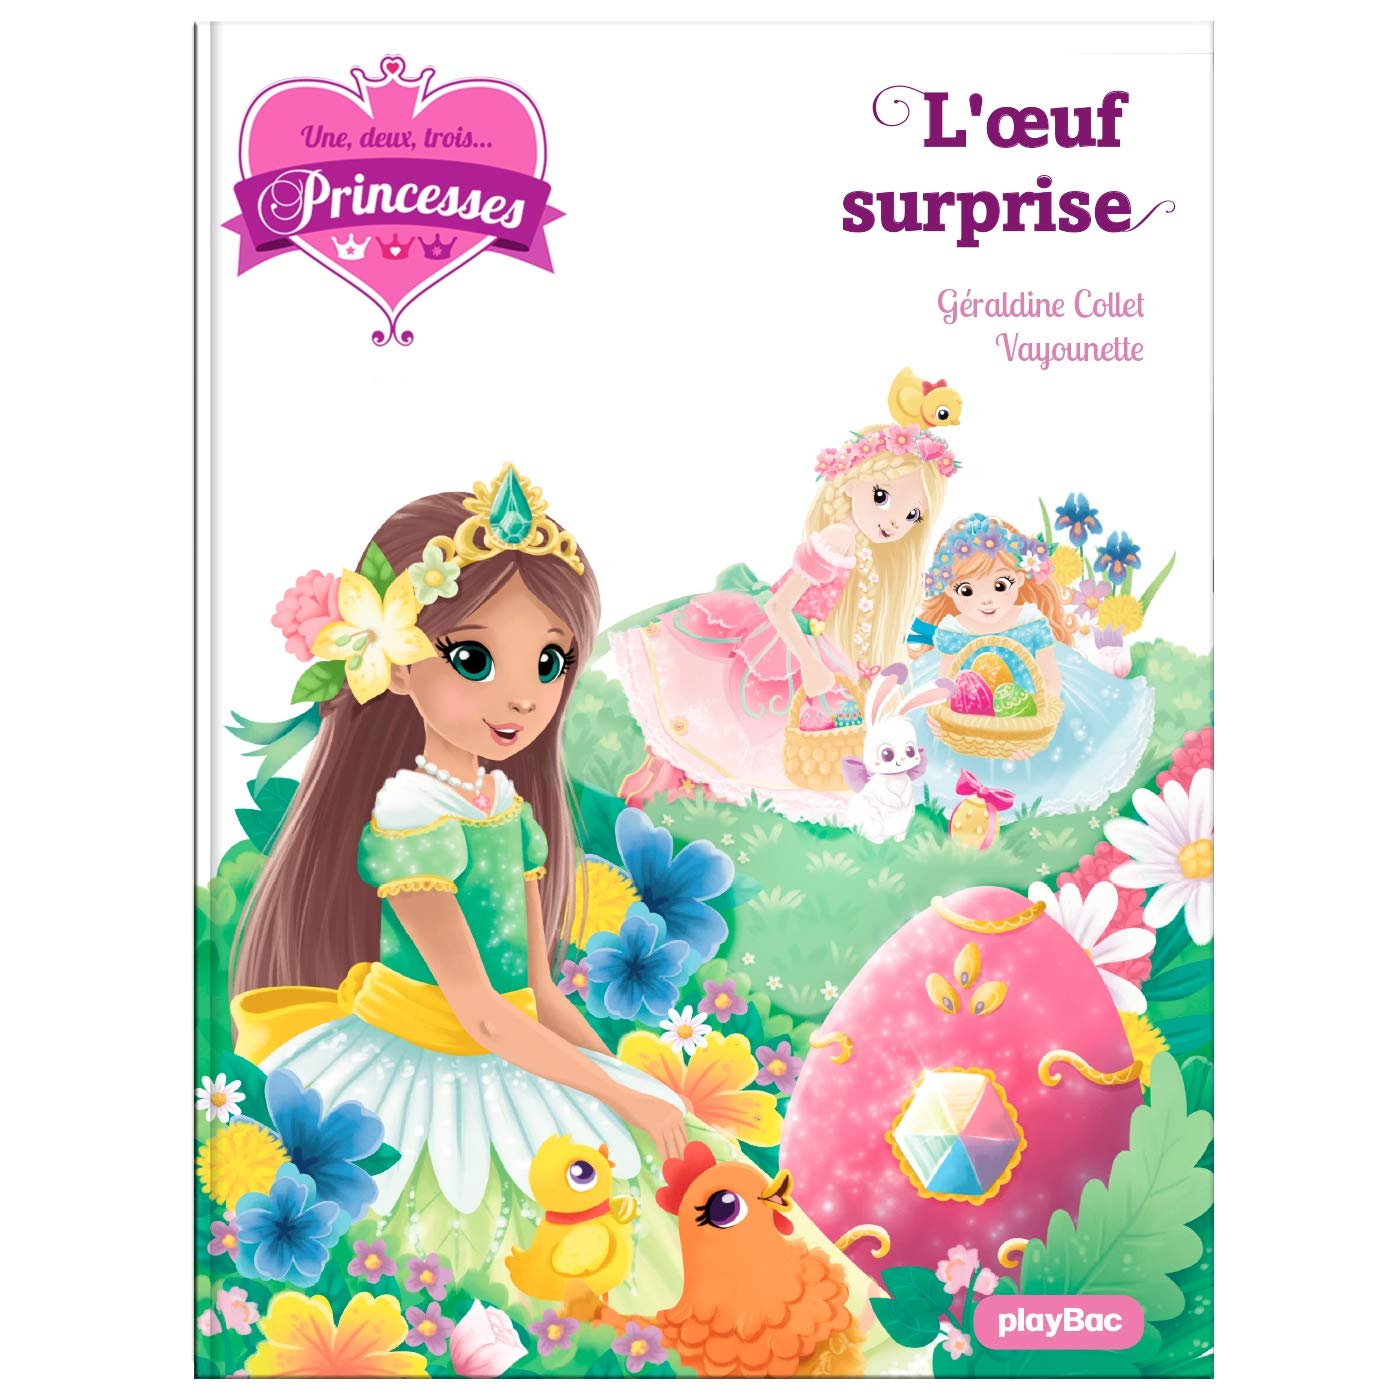 Une, deux, trois...
Princesses
L'œuf
surprise
Géraldine Collet
Vayounette
playBac